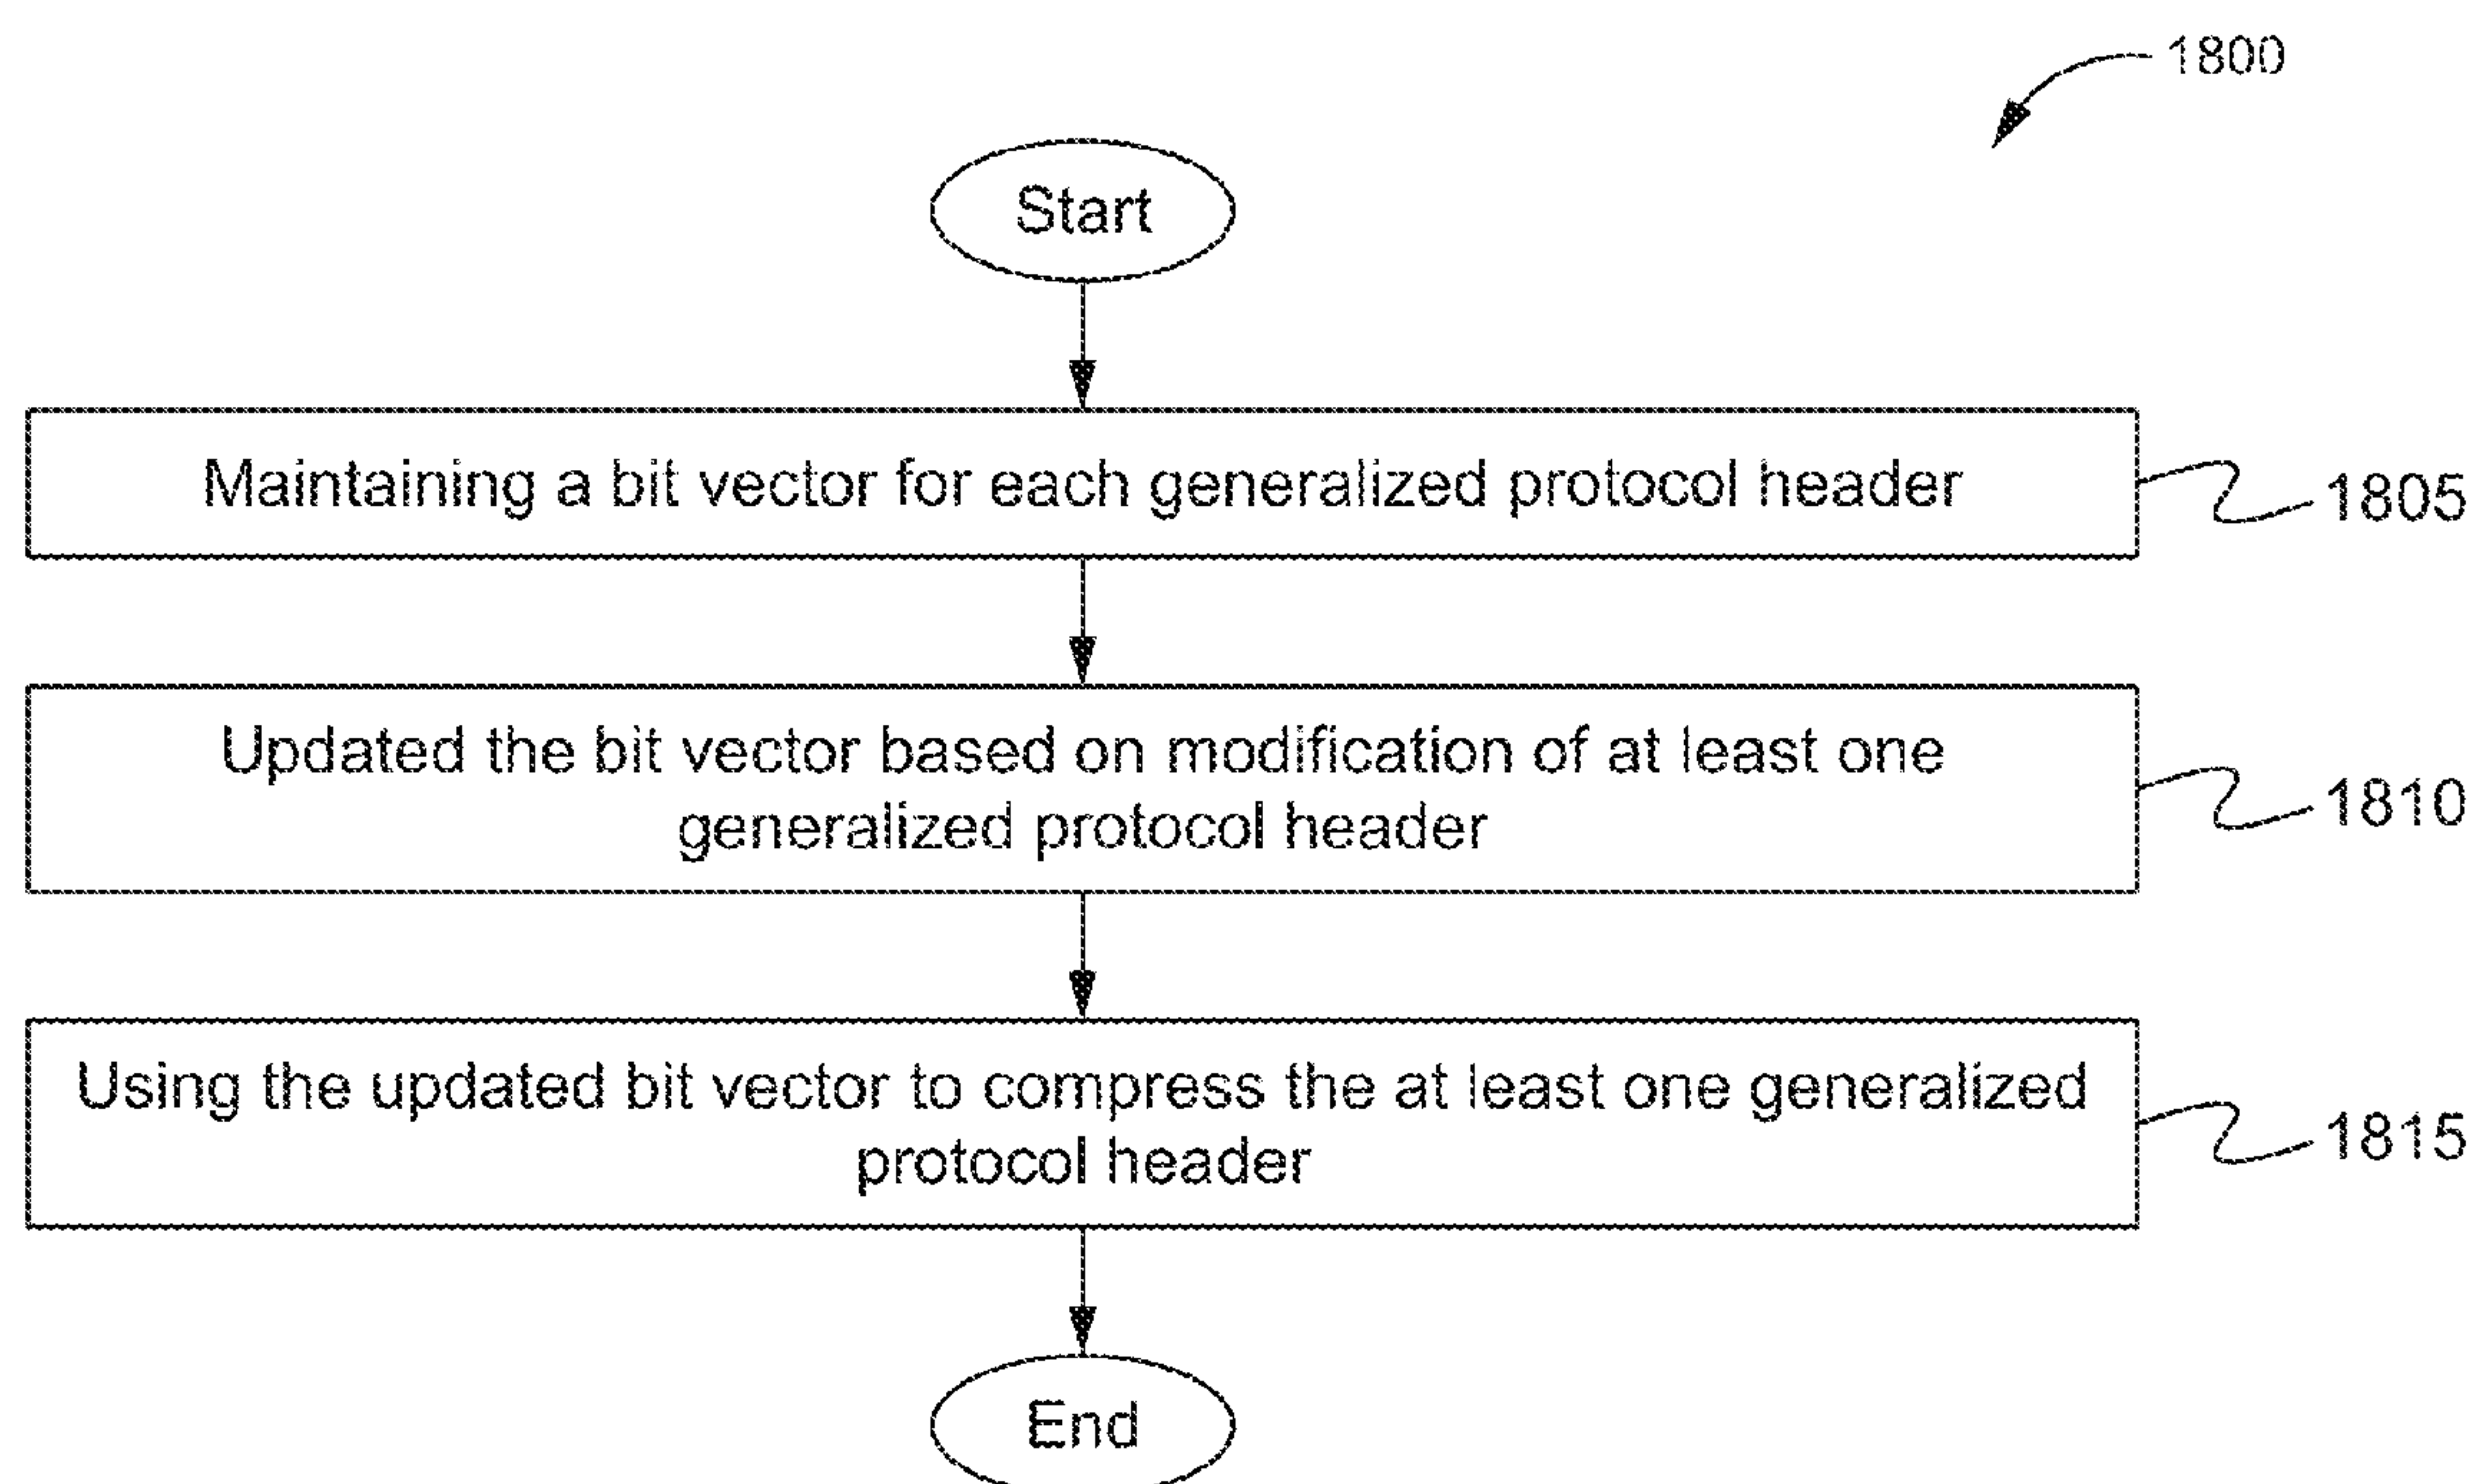 1800
Start
Maintaining a bit vector for each generalized protocol header
1805
Updated the bit vector based on modification of at least one
generalized protocol header
1810
Using the updated bit vector to compress the at least one generalized
protocol header
1815
End